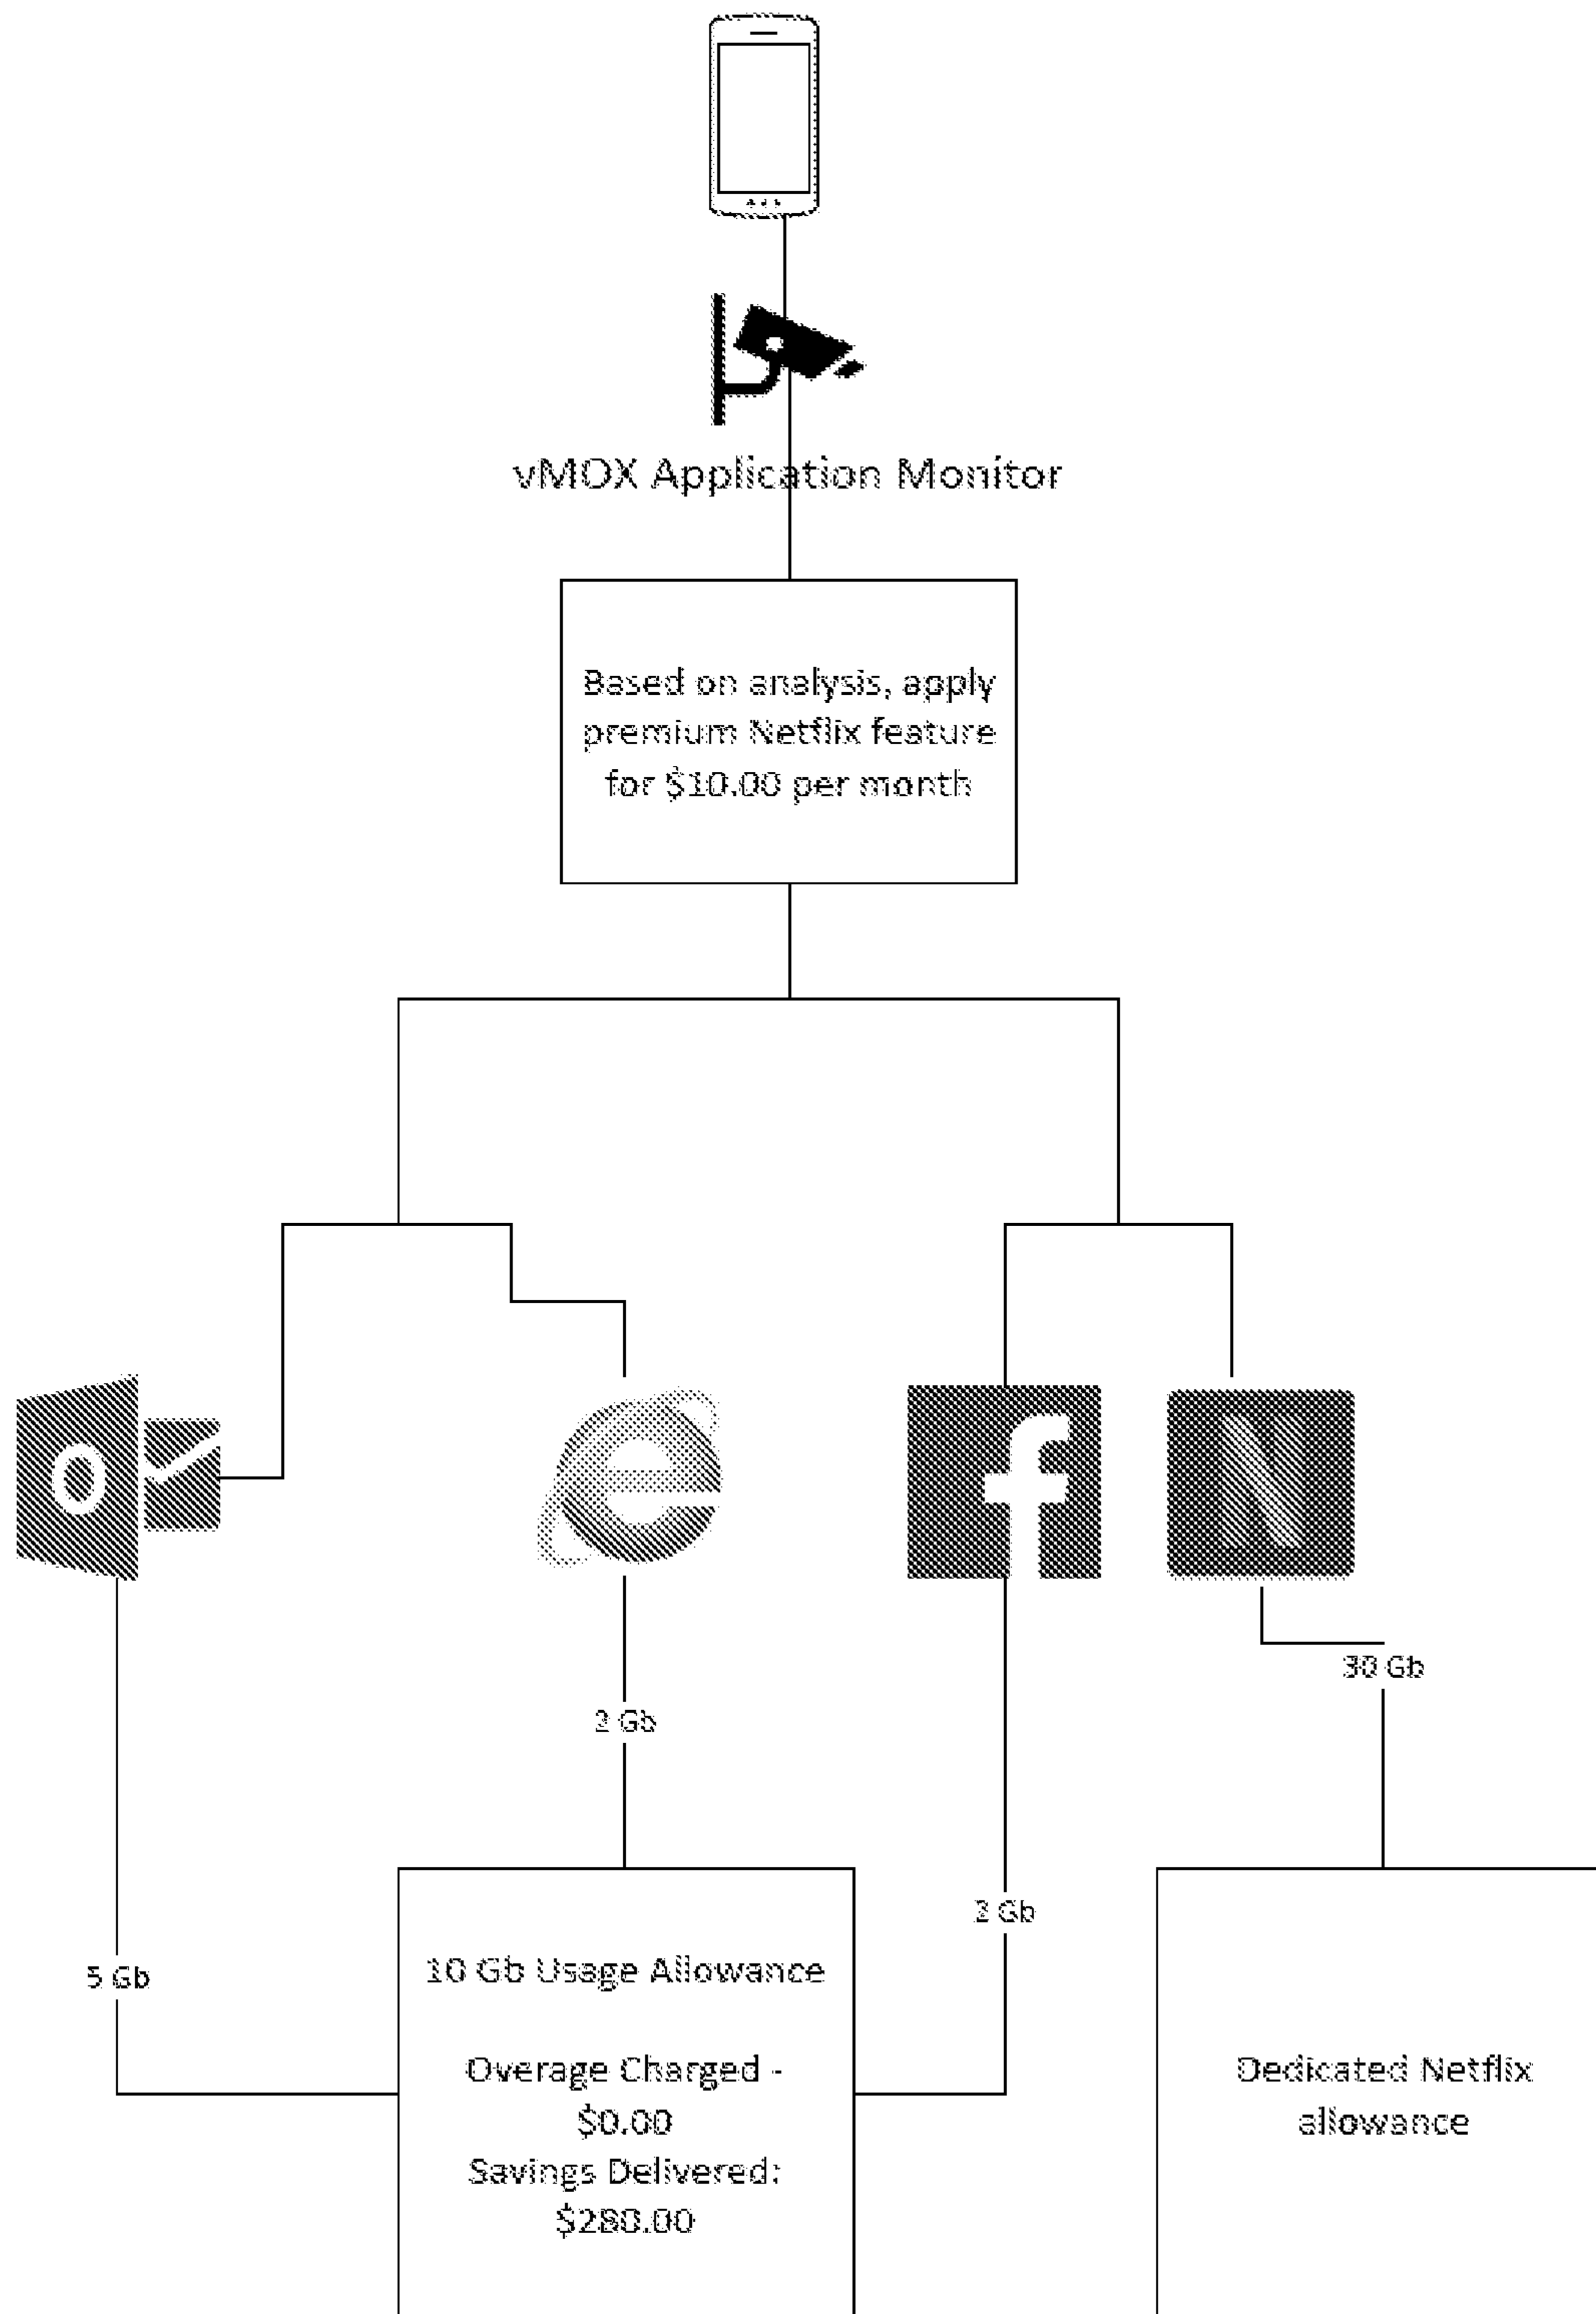 vMOX Application Monitor
Based on analysis, apply
premium Netflix feature
for $10.00 per month
30 Gb
2 Gb
2 Gb
5 Gb
10 Gb Usage Allowance
Overage Charged -
$0.00
Savings Delivered:
$280.00
Dedicated Netflix
allowance